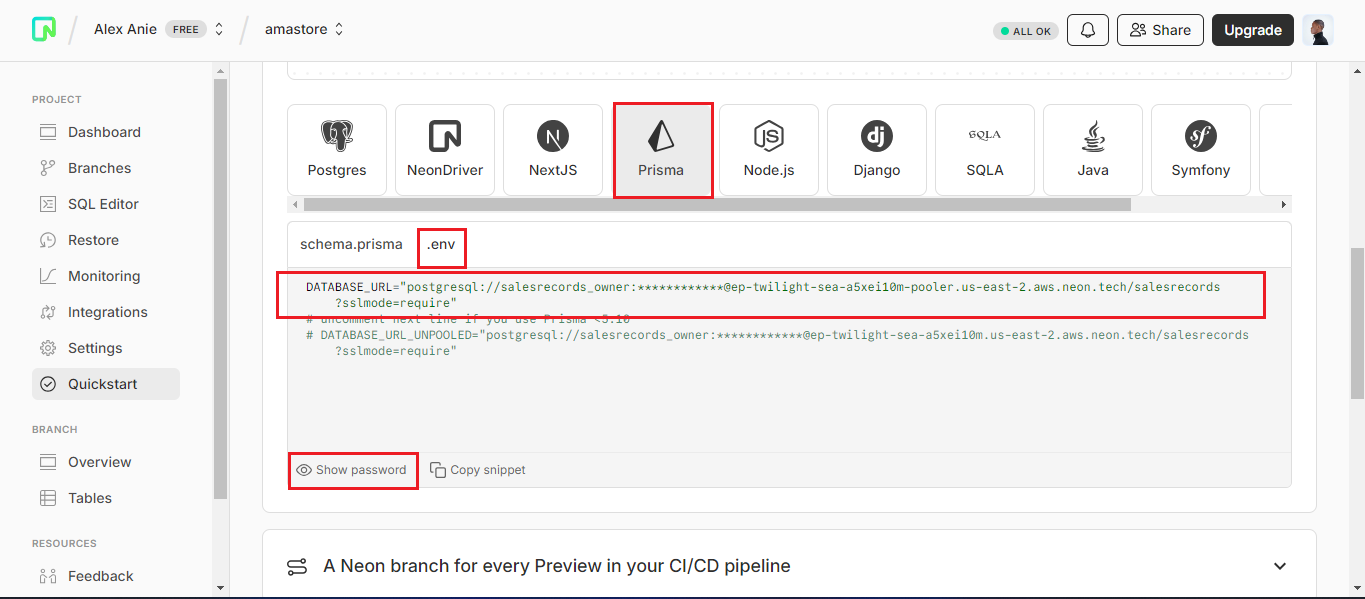 Alex Anie FREE
amastore
ALL OK
Share
Upgrade
PROJECT
Dashboard
Branches
SQL Editor
Restore
Monitoring
Integrations
Settings
Quickstart
BRANCH
Overview
Tables
RESOURCES
Feedback
Postgres
NeonDriver
N
NextJS
Prisma
JS
Node.js
dj
Django
SQLA
SQLA
Java
sf
Symfony
schema.prisma
.env
DATABASE_URL="postgresql://salesrecords_owner:************@ep-twilight-sea-a5xei10m-pooler.us-east-2.aws.neon.tech/salesrecords
?sslmode=require"
# uncomment next line if you use Prisma <5.10
# DATABASE_URL_UNPOOLED="postgresql://salesrecords_owner:************@ep-twilight-sea-a5xei10m.us-east-2.aws.neon.tech/salesrecords
?sslmode=require"
Show password
Copy snippet
A Neon branch for every Preview in your CI/CD pipeline